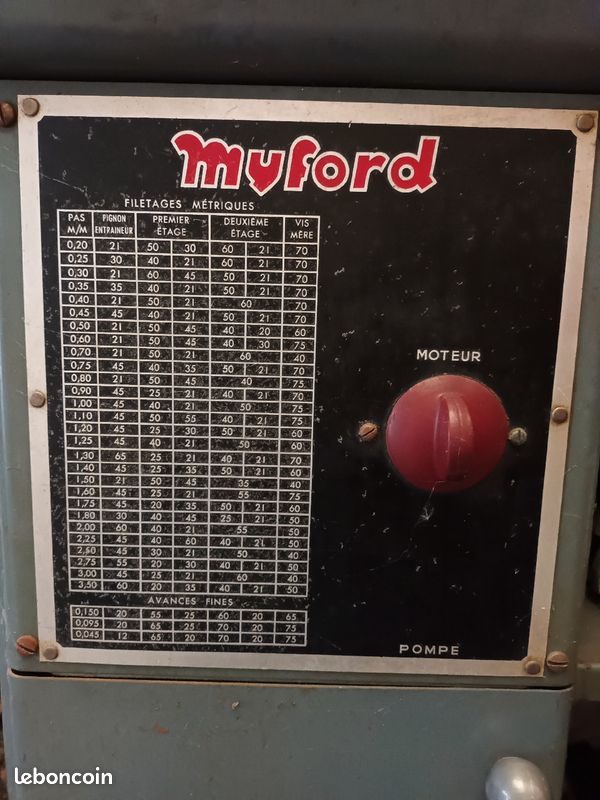 Myford
FILETAGES MÉTRIQUES
PAS M/M PIGNON ENTRAINEUR PREMIER ÉTAGE DEUXIÈME ÉTAGE VIS MÈRE
0,20 21 50 30 60 21 70
0,25 30 40 21 60 21 70
0,30 21 60 45 50 21 70
0,35 35 40 21 50 21 70
0,40 21 50 21 60 70
0,45 45 40 21 50 21 70
0,50 21 50 45 40 20 60
0,60 21 50 45 40 30 75
0,70 21 50 21 60 40
0,75 45 40 35 50 21 70
0,80 21 50 45 40 75
0,90 45 25 21 40 21 70
1,00 45 40 21 50 75
1,10 45 50 55 40 21 75
1,20 45 25 30 50 21 60
1,25 45 40 21 50 60
1,30 65 25 21 40 21 70
1,40 45 25 35 50 21 60
1,50 21 50 45 35 40
1,60 45 25 21 55 75
1,75 45 20 35 50 21 60
1,80 30 40 45 25 21 50
2,00 60 40 21 55 50
2,25 45 40 60 40 21 50
2,50 45 30 21 50 40
2,75 55 20 30 40 21 50
3,00 45 25 21 60 40
3,50 60 20 35 40 21 50
AVANCES FINES
0,150 20 55 25 60 20 65
0,095 20 65 25 70 20 75
0,045 12 65 20 70 20 75
MOTEUR
POMPE
leboncoin